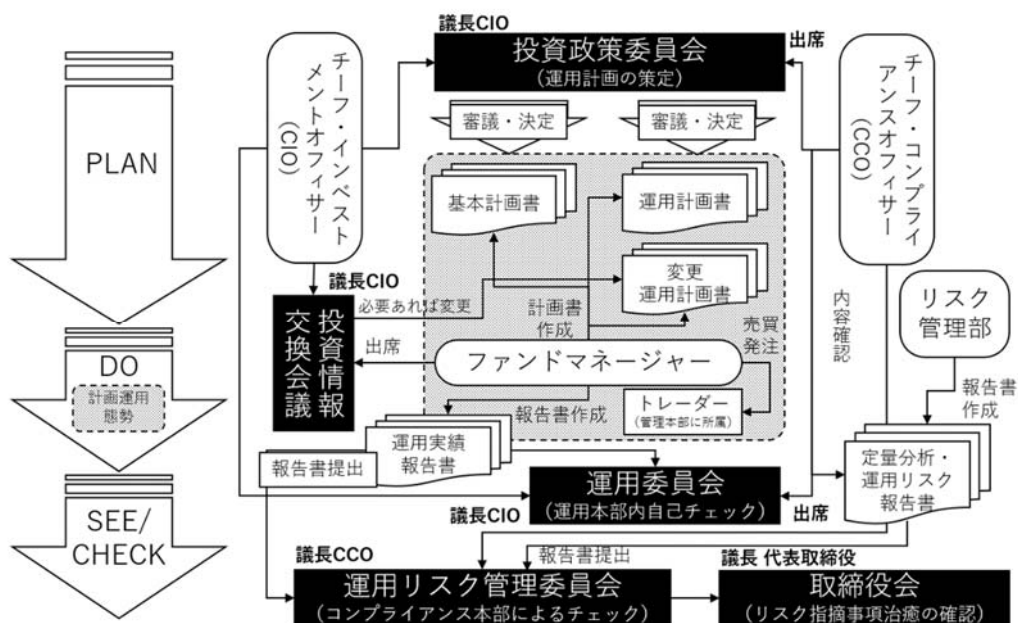 議長CIO
投資政策委員会
(運用計画の策定)
出席
チーフ・インベスト
メントオフィサー
(CIO)
チーフ・コンプライ
アンスオフィサー
(CCO)
PLAN
審議・決定
審議・決定
基本計画書
運用計画書
変更
運用計画書
議長CIO
必要あれば変更
計画書
作成
投資情報
交換会議
出席
ファンドマネージャー
売買
発注
内容確認
リスク
管理部
DO
計画運用
態勢
報告書作成
トレーダー
(管理本部に所属)
報告書
作成
運用実績
報告書
報告書提出
定量分析・
運用リスク
報告書
運用委員会
(運用本部内自己チェック)
議長CIO
出席
SEE/
CHECK
議長CCO
報告書提出
議長 代表取締役
運用リスク管理委員会
(コンプライアンス本部によるチェック)
取締役会
(リスク指摘事項治癒の確認)